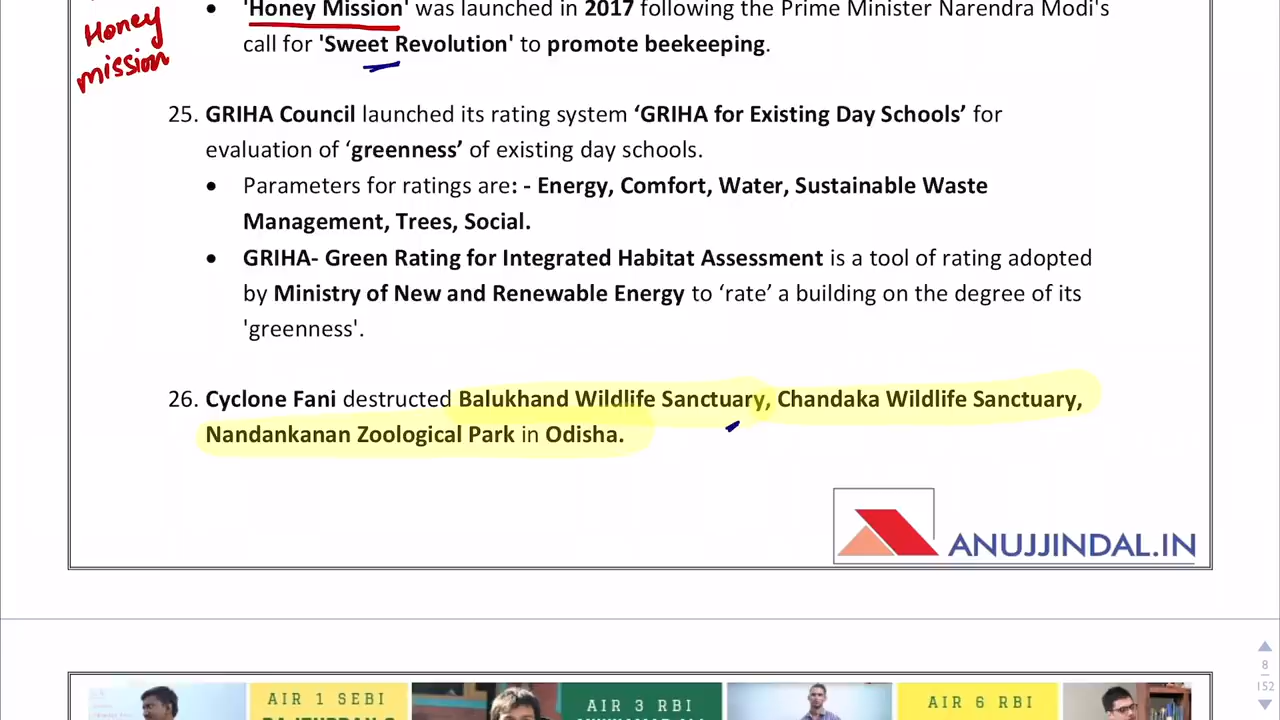 'Honey Mission' was launched in 2017 following the Prime Minister Narendra Modi's
Honey
call for 'Sweet Revolution' to promote beekeeping.
mission
25. GRIHA Council launched its rating system ‘GRIHA for Existing Day Schools’ for
evaluation of ‘greenness’ of existing day schools.
Parameters for ratings are: - Energy, Comfort, Water, Sustainable Waste
Management, Trees, Social.
GRIHA- Green Rating for Integrated Habitat Assessment is a tool of rating adopted
by Ministry of New and Renewable Energy to ‘rate’ a building on the degree of its
'greenness'.
26. Cyclone Fani destructed Balukhand Wildlife Sanctuary, Chandaka Wildlife Sanctuary,
Nandankanan Zoological Park in Odisha.
ANUJJINDAL.IN
8
152
AIR 1 SEBI
AIR 3 RBI
AIR 6 RBI